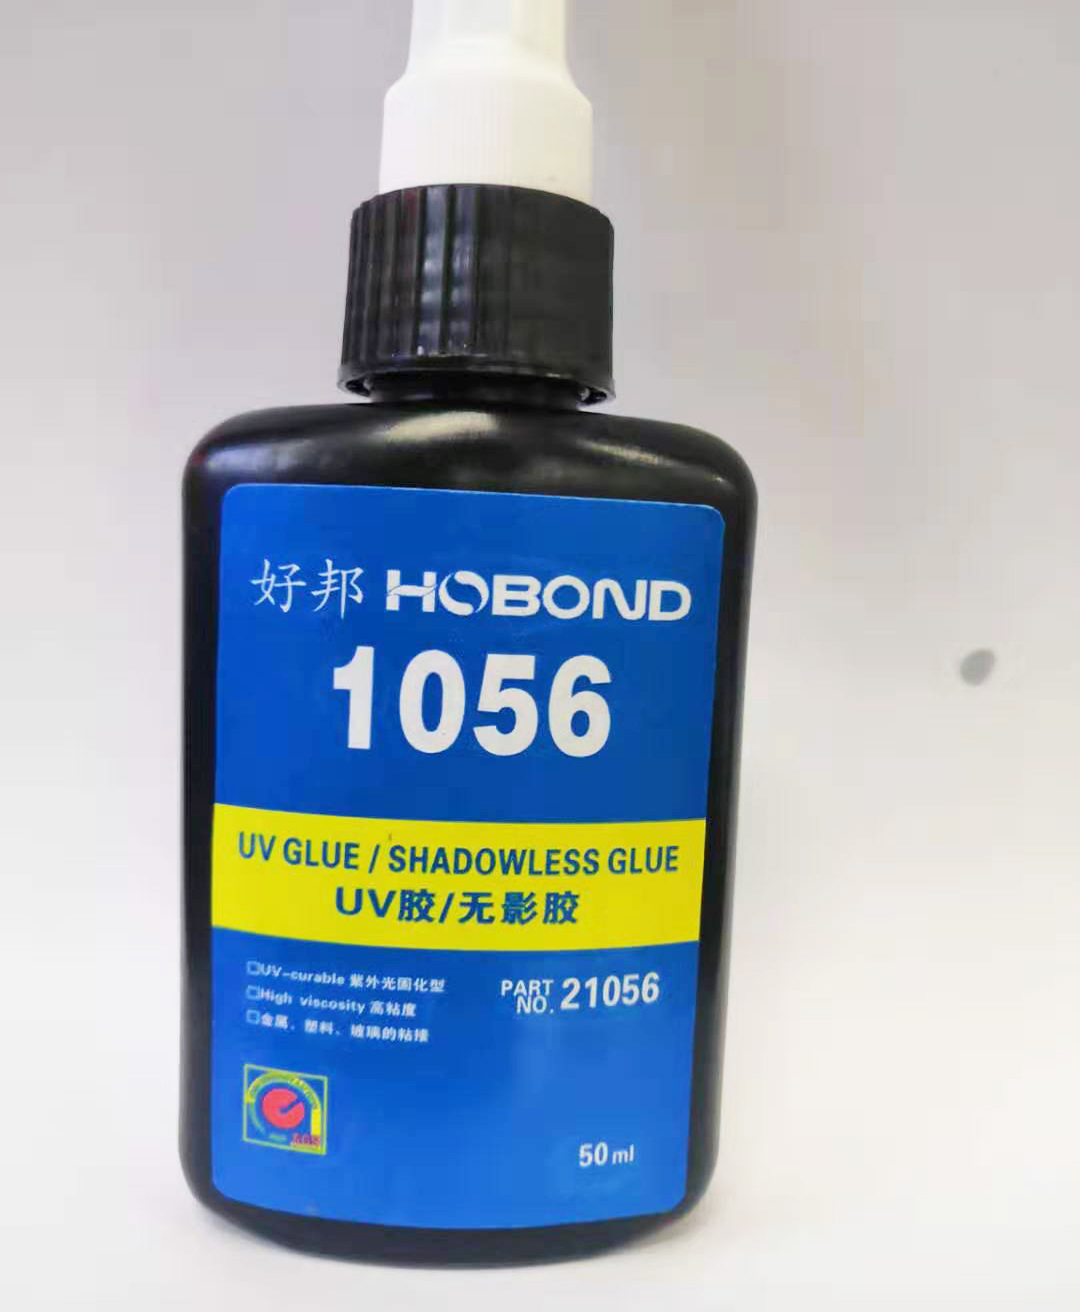 好邦 HOBOND
1056
UV GLUE / SHADOWLESS GLUE
UV胶/无影胶
□UV-curable 紫外光固化型
□High viscosity 高粘度
□金属、塑料、玻璃的粘接
PART NO. 21056
50ml